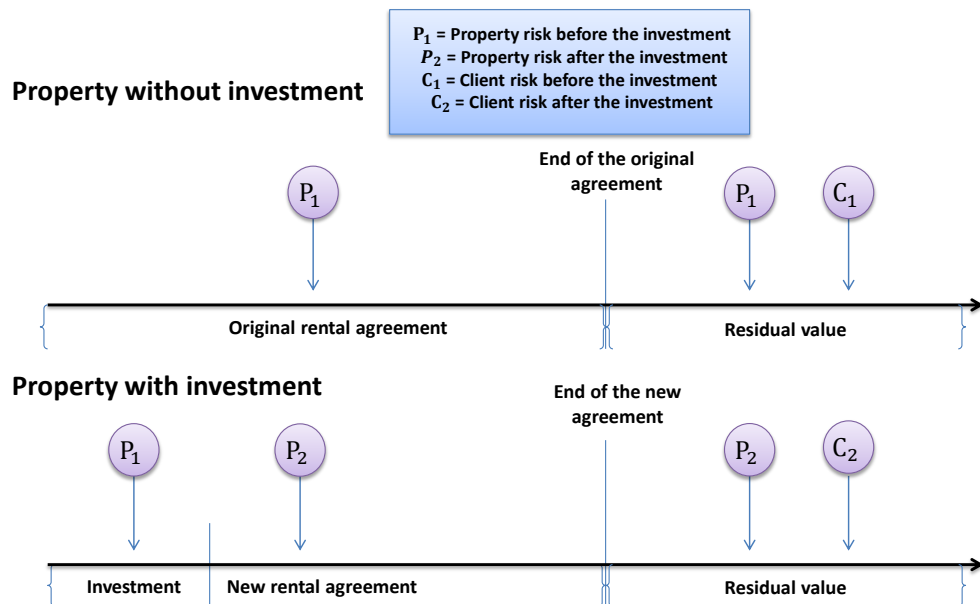 P₁ = Property risk before the investment
P₂ = Property risk after the investment
C₁ = Client risk before the investment
C₂ = Client risk after the investment
Property without investment
End of the original
agreement
P₁
P₁
C₁
Original rental agreement
Residual value
Property with investment
End of the new
agreement
P₁
P₂
P₂
C₂
Investment
New rental agreement
Residual value